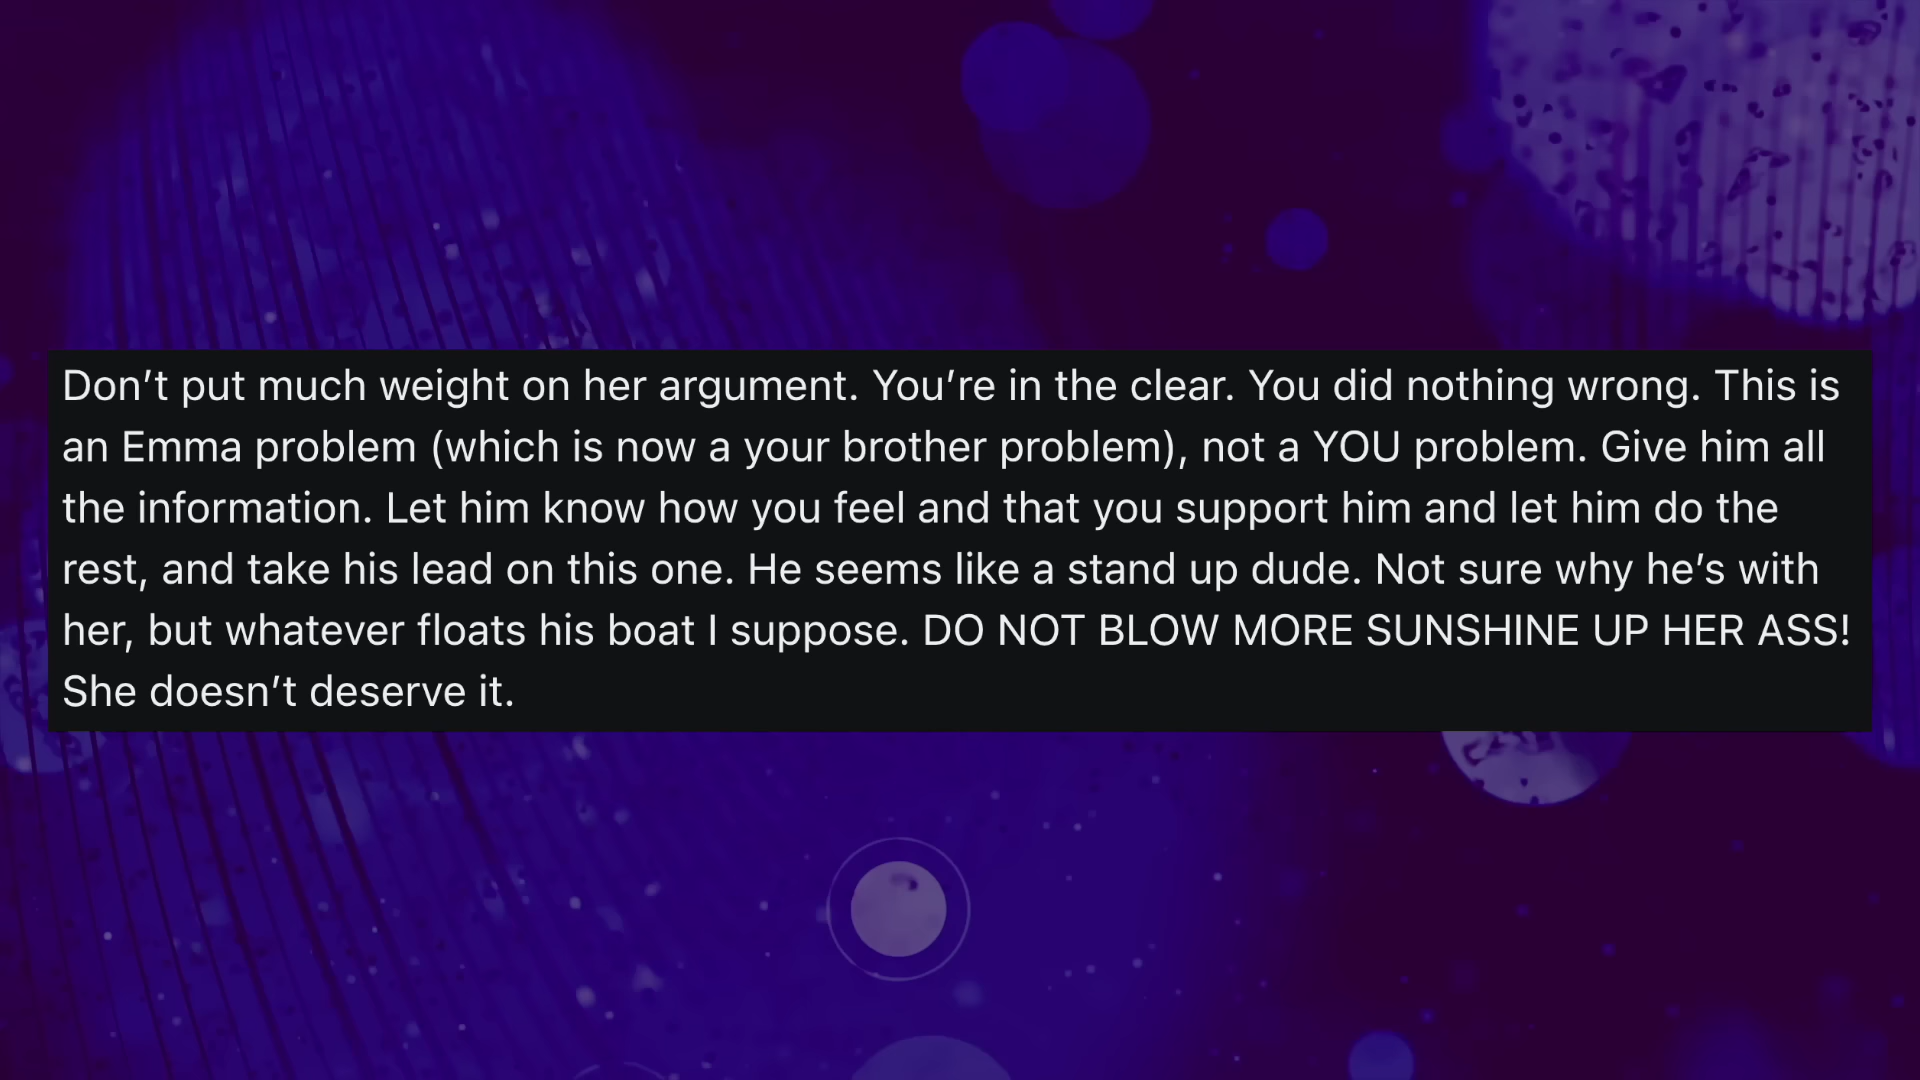 Don’t put much weight on her argument. You’re in the clear. You did nothing wrong. This is
an Emma problem (which is now a your brother problem), not a YOU problem. Give him all
the information. Let him know how you feel and that you support him and let him do the
rest, and take his lead on this one. He seems like a stand up dude. Not sure why he’s with
her, but whatever floats his boat I suppose. DO NOT BLOW MORE SUNSHINE UP HER ASS!
She doesn’t deserve it.